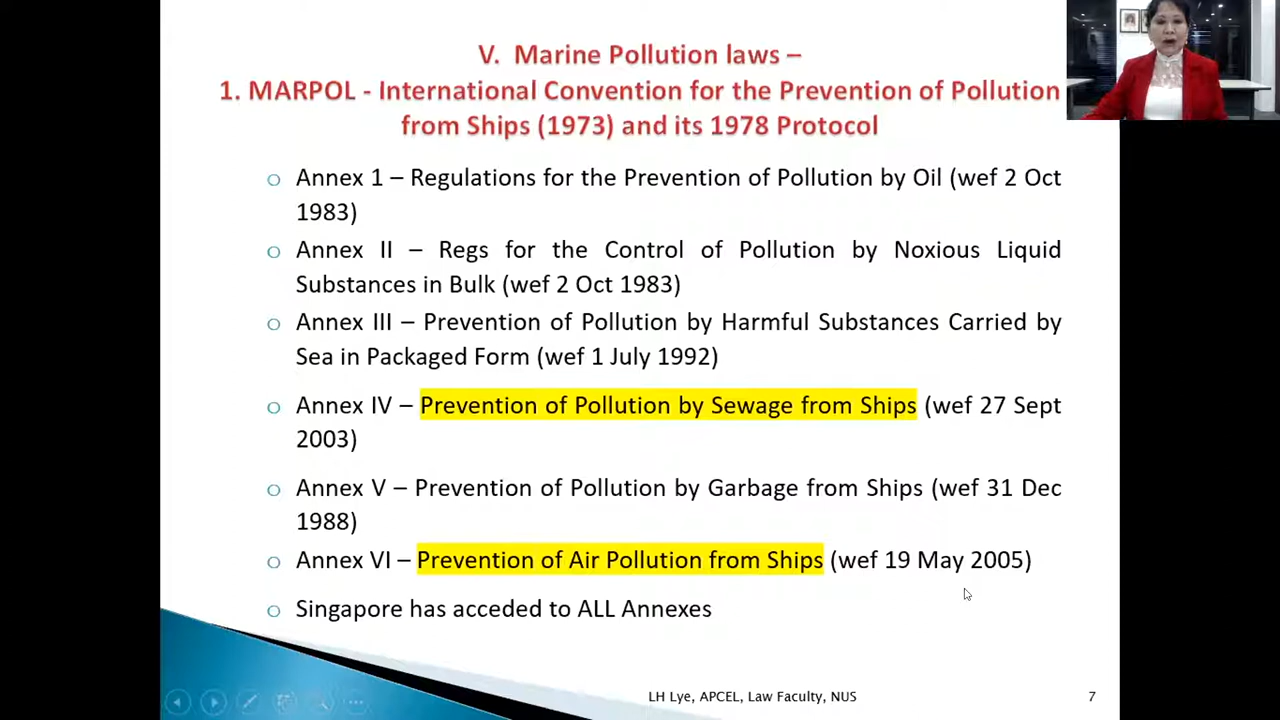 V. Marine Pollution laws –
1. MARPOL - International Convention for the Prevention of Pollution
from Ships (1973) and its 1978 Protocol
o Annex 1 – Regulations for the Prevention of Pollution by Oil (wef 2 Oct
1983)
o Annex II – Regs for the Control of Pollution by Noxious Liquid
Substances in Bulk (wef 2 Oct 1983)
o Annex III – Prevention of Pollution by Harmful Substances Carried by
Sea in Packaged Form (wef 1 July 1992)
o Annex IV – Prevention of Pollution by Sewage from Ships (wef 27 Sept
2003)
o Annex V – Prevention of Pollution by Garbage from Ships (wef 31 Dec
1988)
o Annex VI – Prevention of Air Pollution from Ships (wef 19 May 2005)
o Singapore has acceded to ALL Annexes
LH Lye, APCEL, Law Faculty, NUS 7